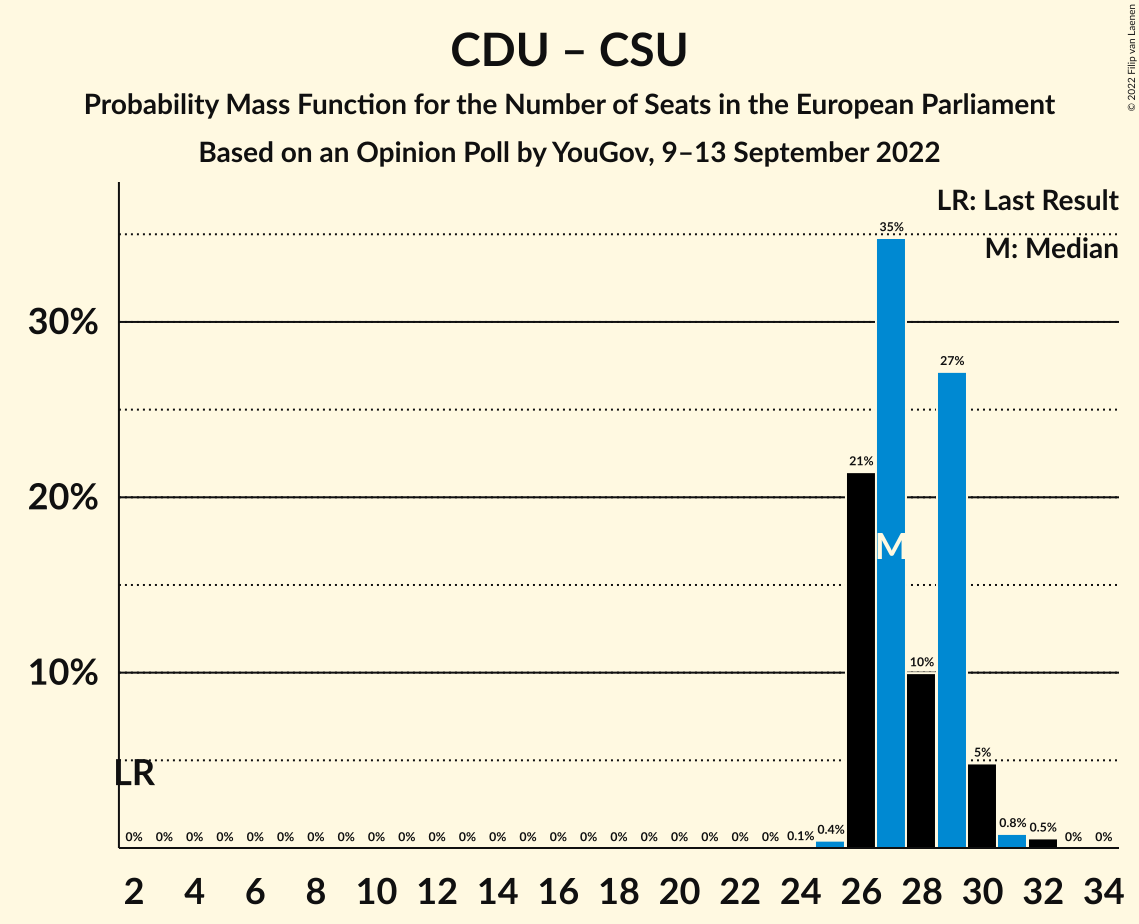 CDU – CSU
Probability Mass Function for the Number of Seats in the European Parliament
Based on an Opinion Poll by YouGov, 9–13 September 2022
© 2022 Filip van Laenen
LR: Last Result
M: Median
30%
20%
10%
35%
27%
21%
M
10%
5%
LR
0% 0% 0% 0% 0% 0% 0% 0% 0% 0% 0% 0% 0% 0% 0% 0% 0% 0% 0% 0% 0% 0% 0.1% 0.4% 0.8% 0.5% 0% 0%
2 4 6 8 10 12 14 16 18 20 22 24 26 28 30 32 34